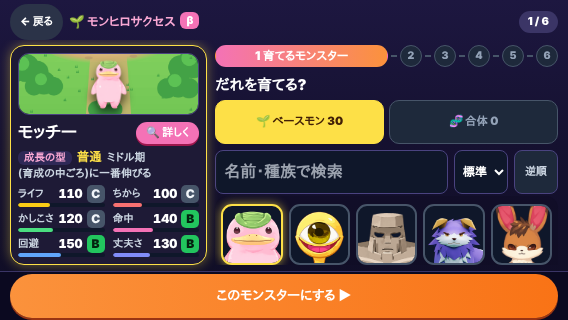 ← 戻る
🌱 モンヒロサクセス β
1 / 6
1 育てるモンスター 2 3 4 5 6
だれを育てる?
🌱 ベースモン 30
🧬 合体 0
名前・種族で検索
標準
逆順
モッチー
🔍 詳しく
成長の型 普通 ミドル期
(育成の中ごろ)に一番伸びる
ライフ 110 C ちから 100 C
かしこさ 120 C 命中 140 B
回避 150 B 丈夫さ 130 B
このモンスターにする ▶